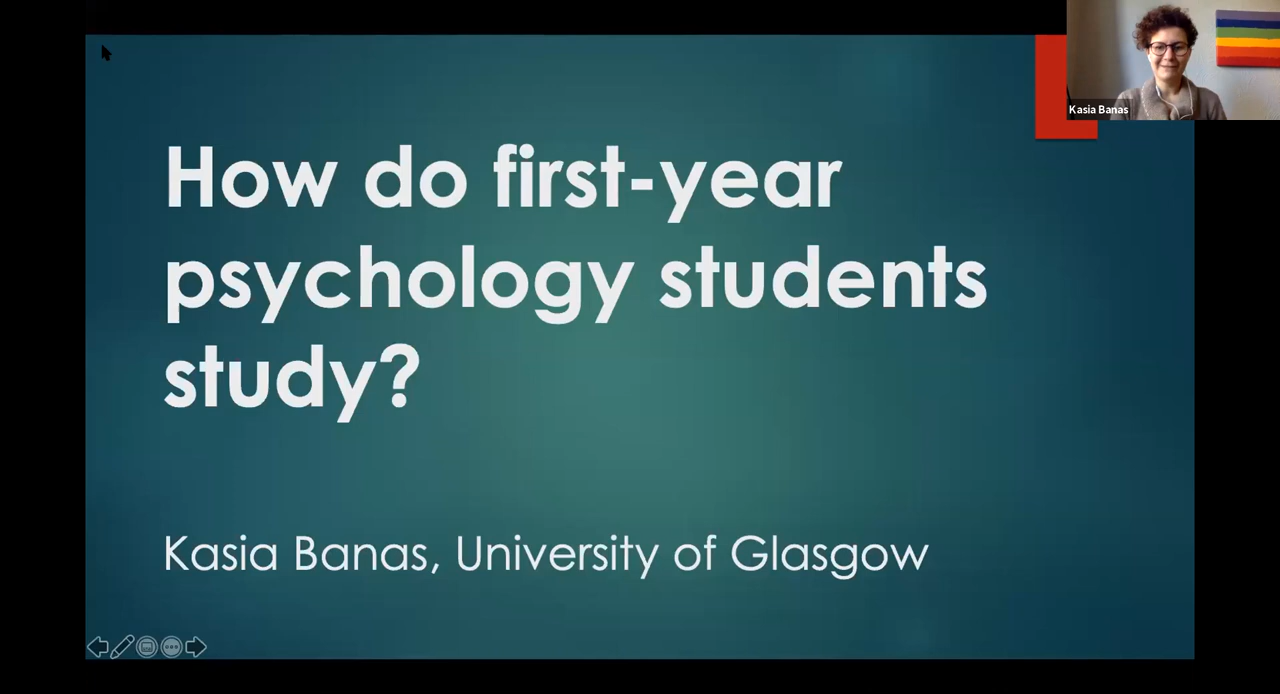 Kasia Banas
How do first-year
psychology students
study?
Kasia Banas, University of Glasgow